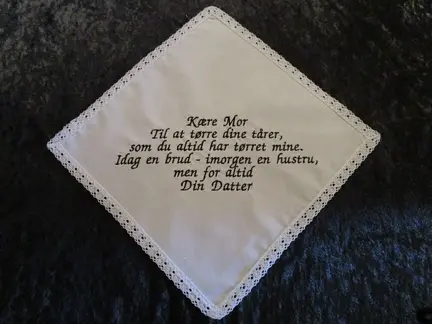 Kære Mor
Til at tørre dine tårer,
som du altid har tørret mine.
Idag en brud - imorgen en hustru,
men for altid
Din Datter